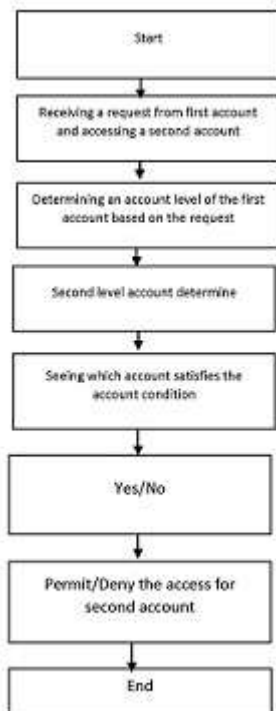 Start
Receiving a request from first account
and accessing a second account
Determining an account level of the first
account based on the request
Second level account determine
Seeing which account satisfies the
account condition
Yes/No
Permit/Deny the access for
second account
End